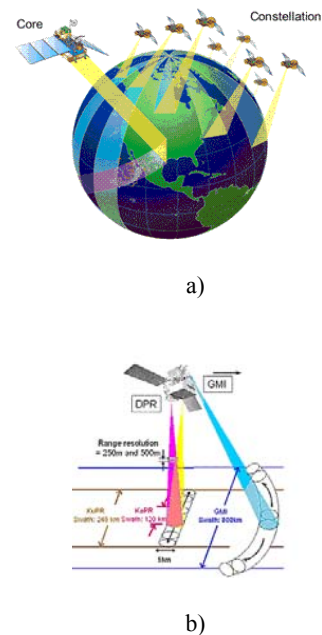 Core
Constellation
a)
GMI
DPR
Range resolution
= 250m and 500m
KuPR
Swath: 245 km
KaPR
Swath: 120 km
GMI
Swath: 800km
5km
b)